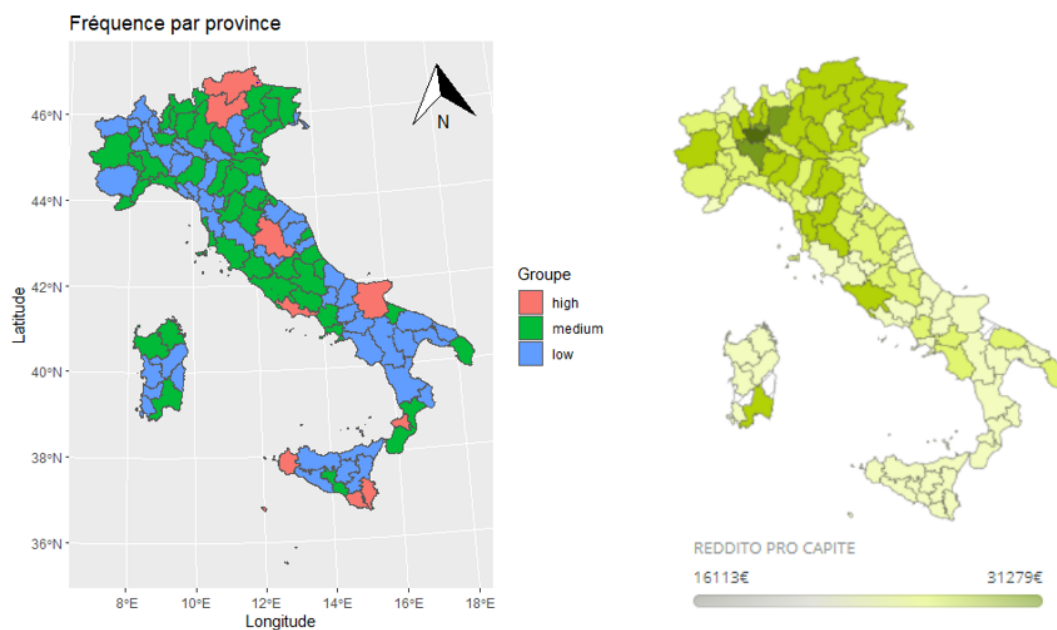 Fréquence par province
46°N
44°N
42°N
40°N
38°N
36°N
Latitude
8°E
10°E
12°E
14°E
16°E
18°E
Longitude
N
Groupe
high
medium
low
REDDITO PRO CAPITE
16113€ 31279€